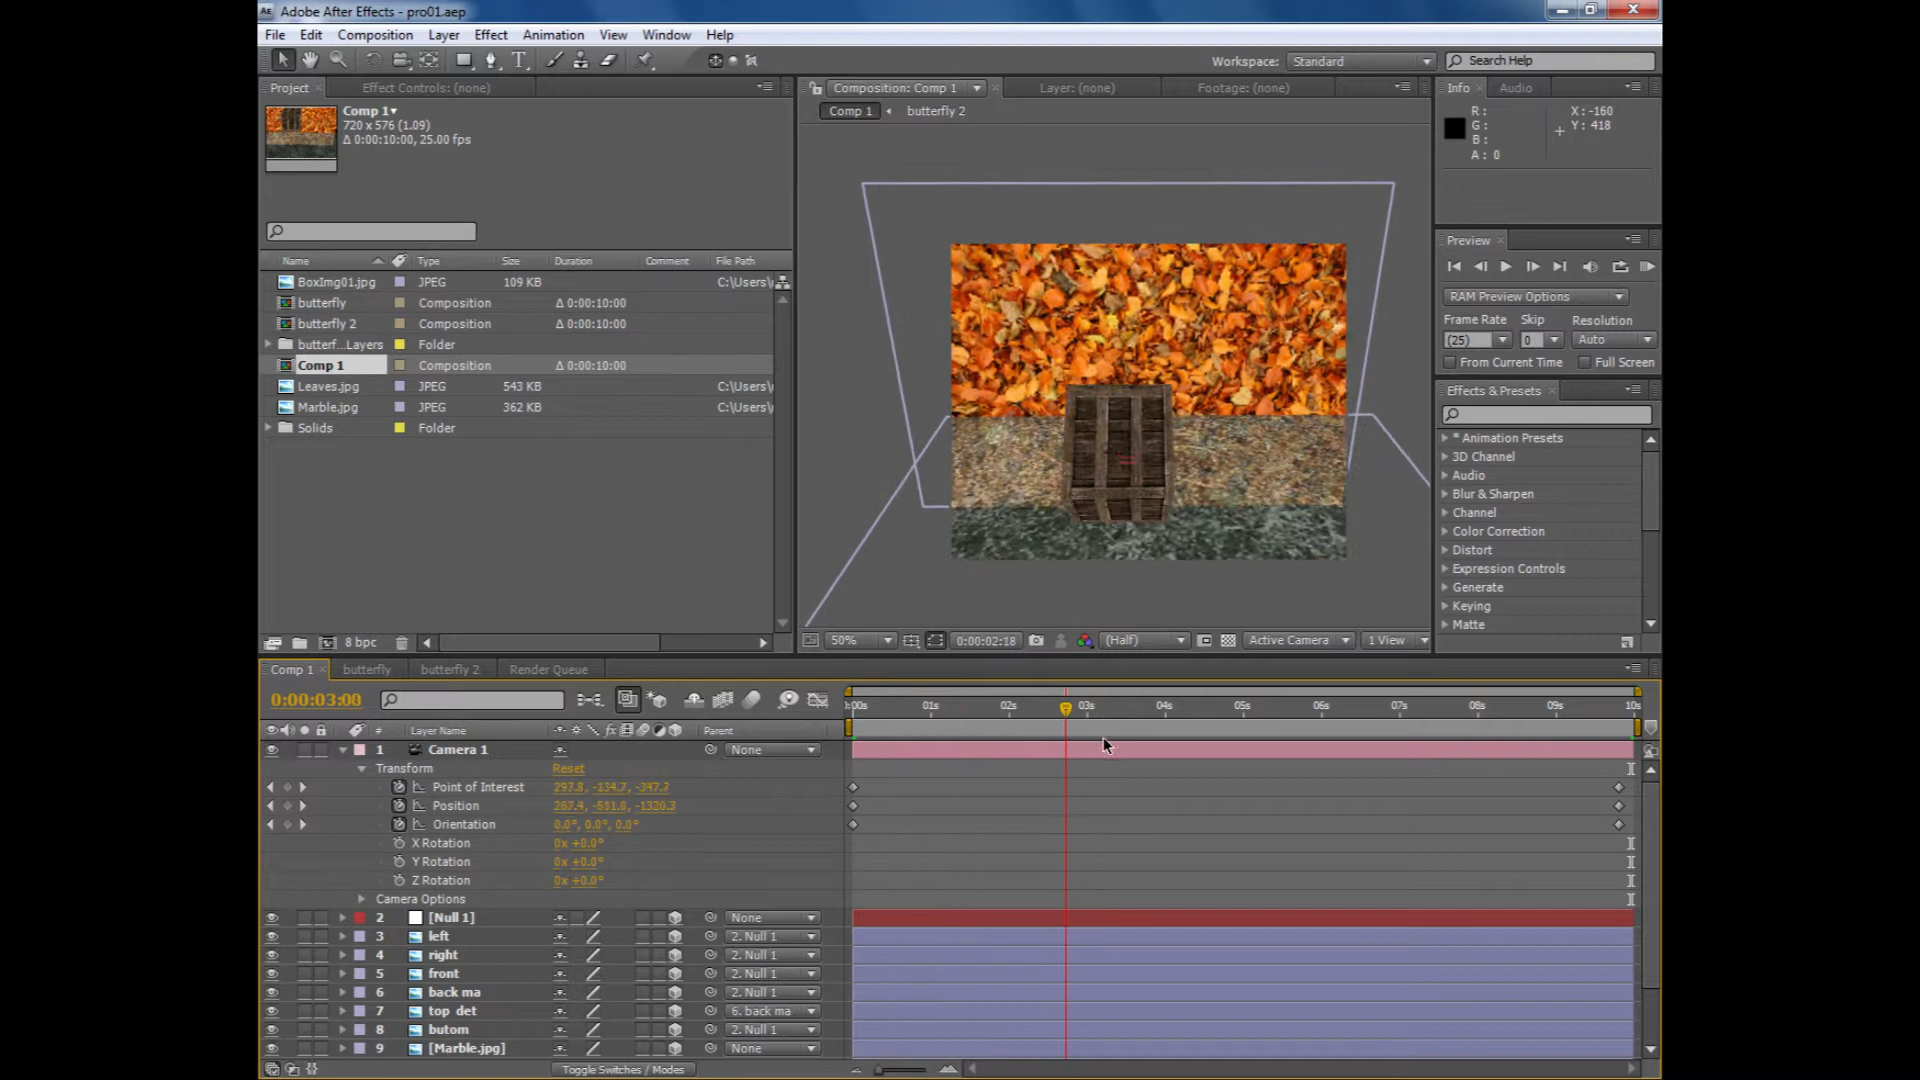 Adobe After Effects - pro01.aep
File Edit Composition Layer Effect Animation View Window Help
Workspace: Standard Search Help
Project Effect Controls: (none)
Composition: Comp 1 Layer: (none) Footage: (none)
Info Audio
Comp 1
720 x 576 (1.09)
Δ 0:00:10:00, 25.00 fps
Comp 1 butterfly 2
R: X: -160
G: Y: 418
B:
A: 0
Preview
RAM Preview Options
Frame Rate Skip Resolution
(25) 0 Auto
From Current Time Full Screen
Name Type Size Duration Comment File Path
BoxImg01.jpg JPEG 109 KB C:\Users\
butterfly Composition Δ 0:00:10:00
butterfly 2 Composition Δ 0:00:10:00
butterf...Layers Folder
Comp 1 Composition Δ 0:00:10:00
Leaves.jpg JPEG 543 KB C:\Users\
Marble.jpg JPEG 362 KB C:\Users\
Solids Folder
Effects & Presets
* Animation Presets
3D Channel
Audio
Blur & Sharpen
Channel
Color Correction
Distort
Expression Controls
Generate
Keying
Matte
8 bpc
50% 0:00:02:18 (Half) Active Camera 1 View
Comp 1 butterfly butterfly 2 Render Queue
0:00:03:00
:00s 01s 02s 03s 04s 05s 06s 07s 08s 09s 10s
# Layer Name Parent
1 Camera 1 None
Transform Reset
Point of Interest 297.8, -134.7, -347.7
Position
Orientation 0.0°, 0.0°, 0.0°
X Rotation 0x +0.0°
Y Rotation 0x +0.0°
Z Rotation 0x +0.0°
Camera Options
2 [Null 1] None
3 left 2. Null 1
4 right 2. Null 1
5 front 2. Null 1
6 back ma 2. Null 1
7 top det 6. back ma
8 butom 2. Null 1
9 [Marble.jpg] None
Toggle Switches / Modes